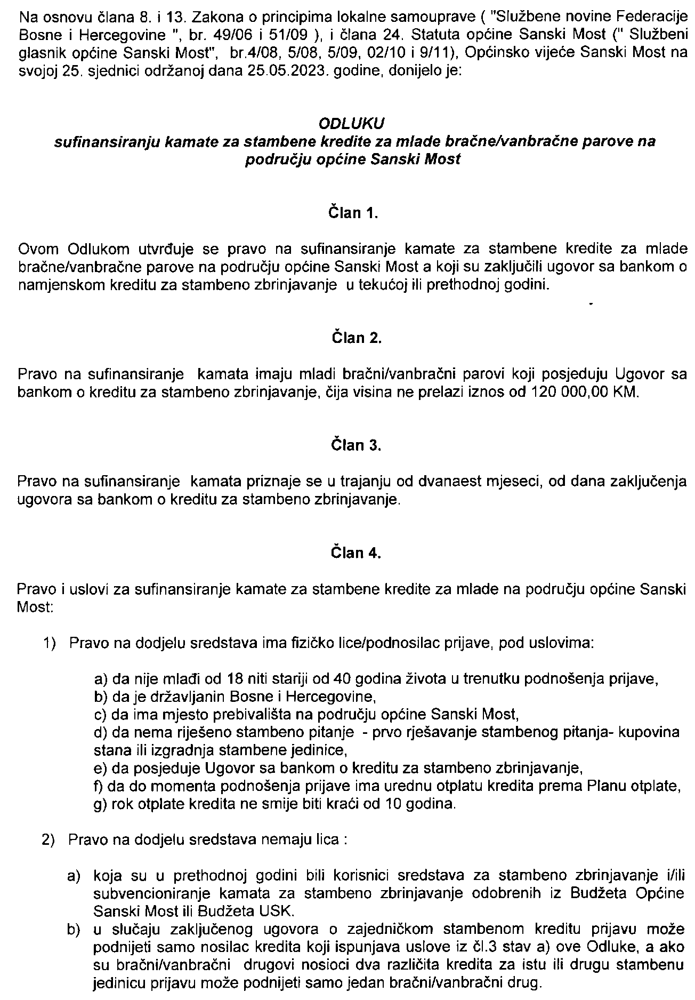 Na osnovu člana 8. i 13. Zakona o principima lokalne samouprave ( "Službene novine Federacije
Bosne i Hercegovine ", br. 49/06 i 51/09 ), i člana 24. Statuta općine Sanski Most (" Službeni
glasnik općine Sanski Most", br.4/08, 5/08, 5/09, 02/10 i 9/11), Općinsko vijeće Sanski Most na
svojoj 25. sjednici održanoj dana 25.05.2023. godine, donijelo je:
ODLUKU
sufinansiranju kamate za stambene kredite za mlade bračne/vanbračne parove na
području općine Sanski Most
Član 1.
Ovom Odlukom utvrđuje se pravo na sufinansiranje kamate za stambene kredite za mlade
bračne/vanbračne parove na području općine Sanski Most a koji su zaključili ugovor sa bankom o
namjenskom kreditu za stambeno zbrinjavanje u tekućoj ili prethodnoj godini.
Član 2.
Pravo na sufinansiranje kamata imaju mladi bračni/vanbračni parovi koji posjeduju Ugovor sa
bankom o kreditu za stambeno zbrinjavanje, čija visina ne prelazi iznos od 120 000,00 KM.
Član 3.
Pravo na sufinansiranje kamata priznaje se u trajanju od dvanaest mjeseci, od dana zaključenja
ugovora sa bankom o kreditu za stambeno zbrinjavanje.
Član 4.
Pravo i uslovi za sufinansiranje kamate za stambene kredite za mlade na području općine Sanski
Most:
1) Pravo na dodjelu sredstava ima fizičko lice/podnosilac prijave, pod uslovima:
a) da nije mlađi od 18 niti stariji od 40 godina života u trenutku podnošenja prijave,
b) da je državljanin Bosne i Hercegovine,
c) da ima mjesto prebivališta na području općine Sanski Most,
d) da nema riješeno stambeno pitanje - prvo rješavanje stambenog pitanja- kupovina
stana ili izgradnja stambene jedinice,
e) da posjeduje Ugovor sa bankom o kreditu za stambeno zbrinjavanje,
f) da do momenta podnošenja prijave ima urednu otplatu kredita prema Planu otplate,
g) rok otplate kredita ne smije biti kraći od 10 godina.
2) Pravo na dodjelu sredstava nemaju lica :
a) koja su u prethodnoj godini bili korisnici sredstava za stambeno zbrinjavanje i/ili
subvencioniranje kamata za stambeno zbrinjavanje odobrenih iz Budžeta Općine
Sanski Most ili Budžeta USK.
b) u slučaju zaključenog ugovora o zajedničkom stambenom kreditu prijavu može
podnijeti samo nosilac kredita koji ispunjava uslove iz čl.3 stav a) ove Odluke, a ako
su bračni/vanbračni drugovi nosioci dva različita kredita za istu ili drugu stambenu
jedinicu prijavu može podnijeti samo jedan bračni/vanbračni drug.